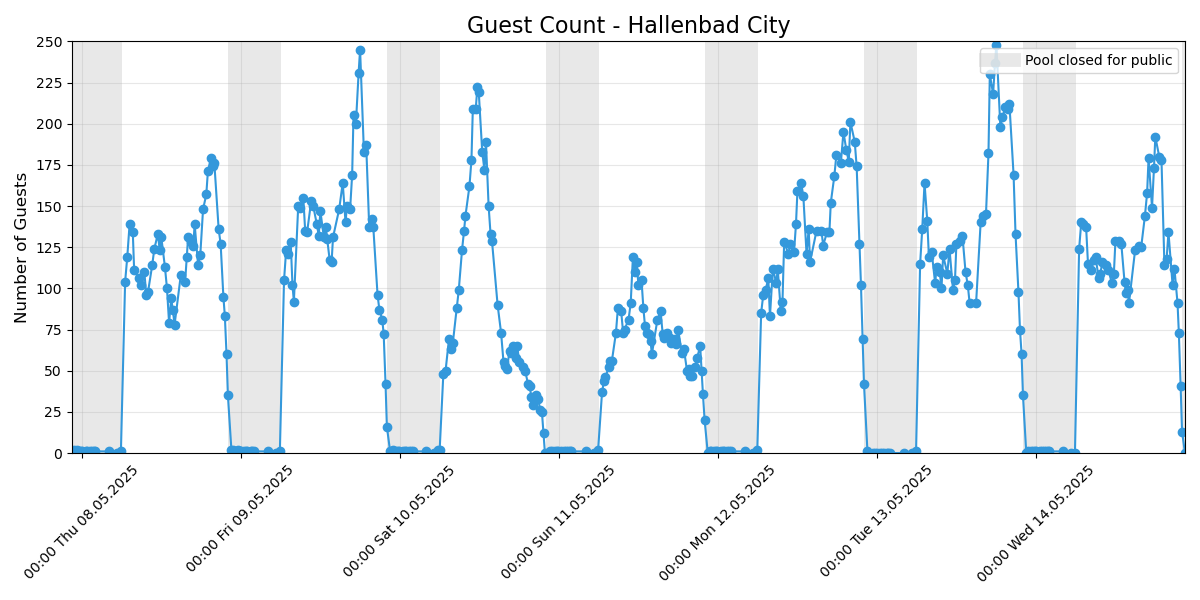 Guest Count - Hallenbad City
Number of Guests
250
225
200
175
150
125
100
75
50
25
0
Pool closed for public
00:00 Thu 08.05.2025
00:00 Fri 09.05.2025
00:00 Sat 10.05.2025
00:00 Sun 11.05.2025
00:00 Mon 12.05.2025
00:00 Tue 13.05.2025
00:00 Wed 14.05.2025